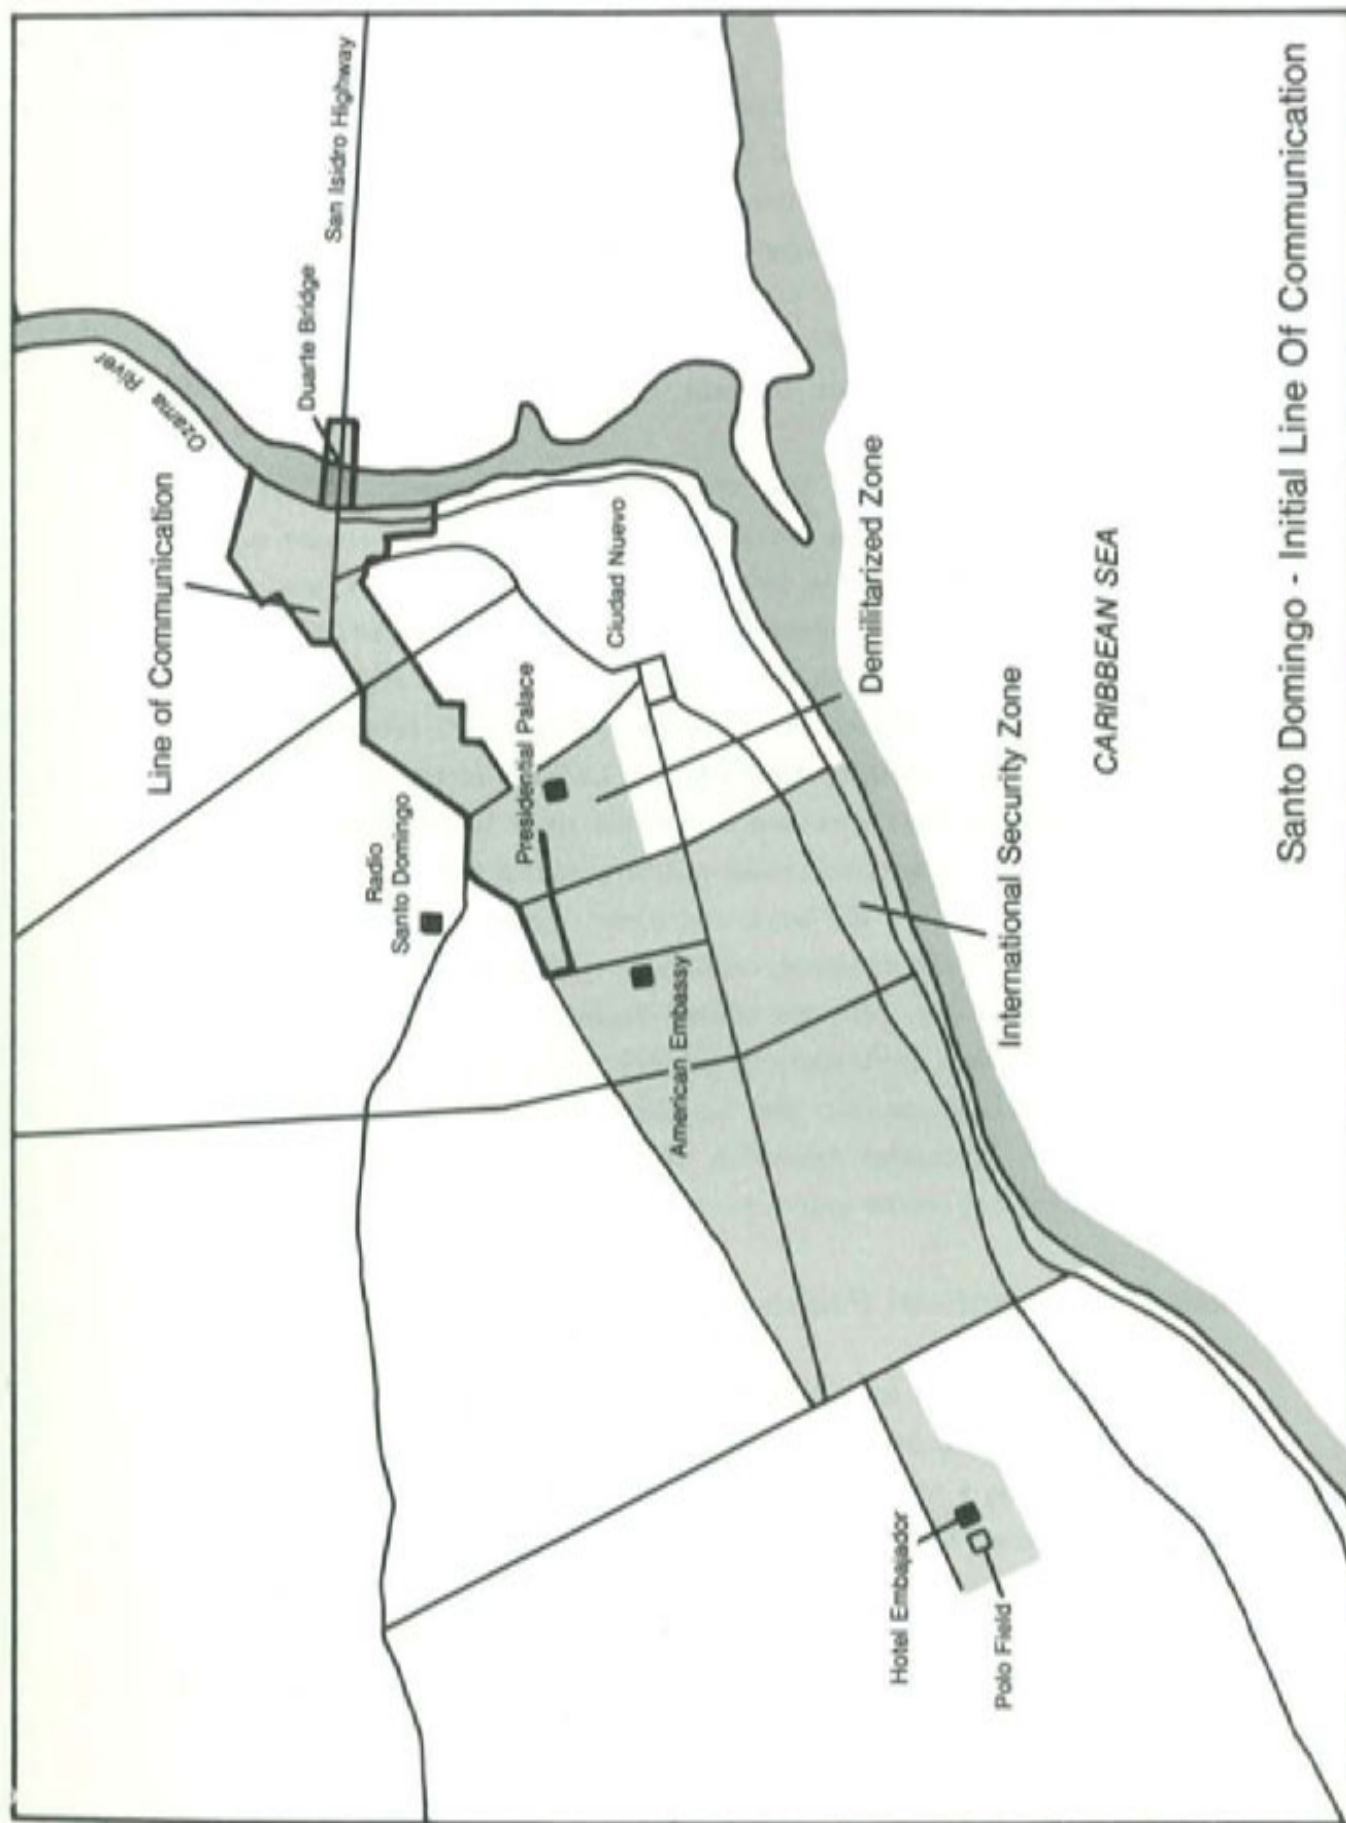 San Isidro Highway
Duarte Bridge
Ozama River
Line of Communication
Ciudad Nuevo
Presidential Palace
Radio
Santo Domingo
American Embassy
Demilitarized Zone
International Security Zone
CARIBBEAN SEA
Hotel Embajador
Polo Field
Santo Domingo - Initial Line Of Communication